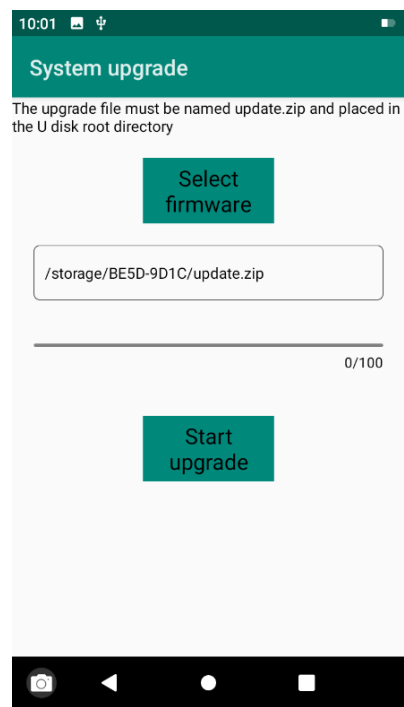 10:01
System upgrade
The upgrade file must be named update.zip and placed in
the U disk root directory
Select
firmware
/storage/BE5D-9D1C/update.zip
0/100
Start
upgrade